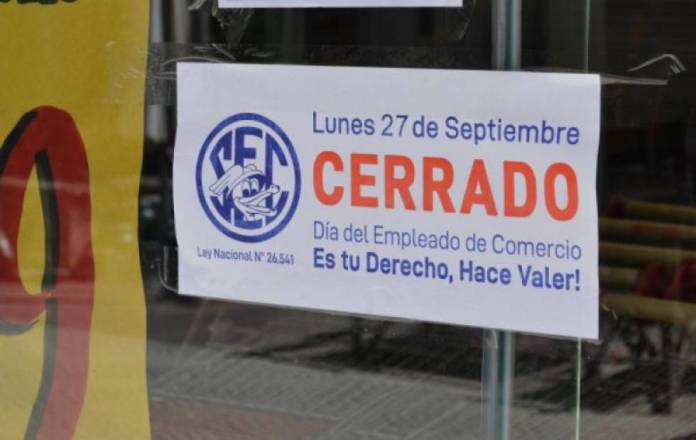 SEC
Ley Nacional N° 26.541
Lunes 27 de Septiembre
CERRADO
Día del Empleado de Comercio
Es tu Derecho, Hace Valer!
9